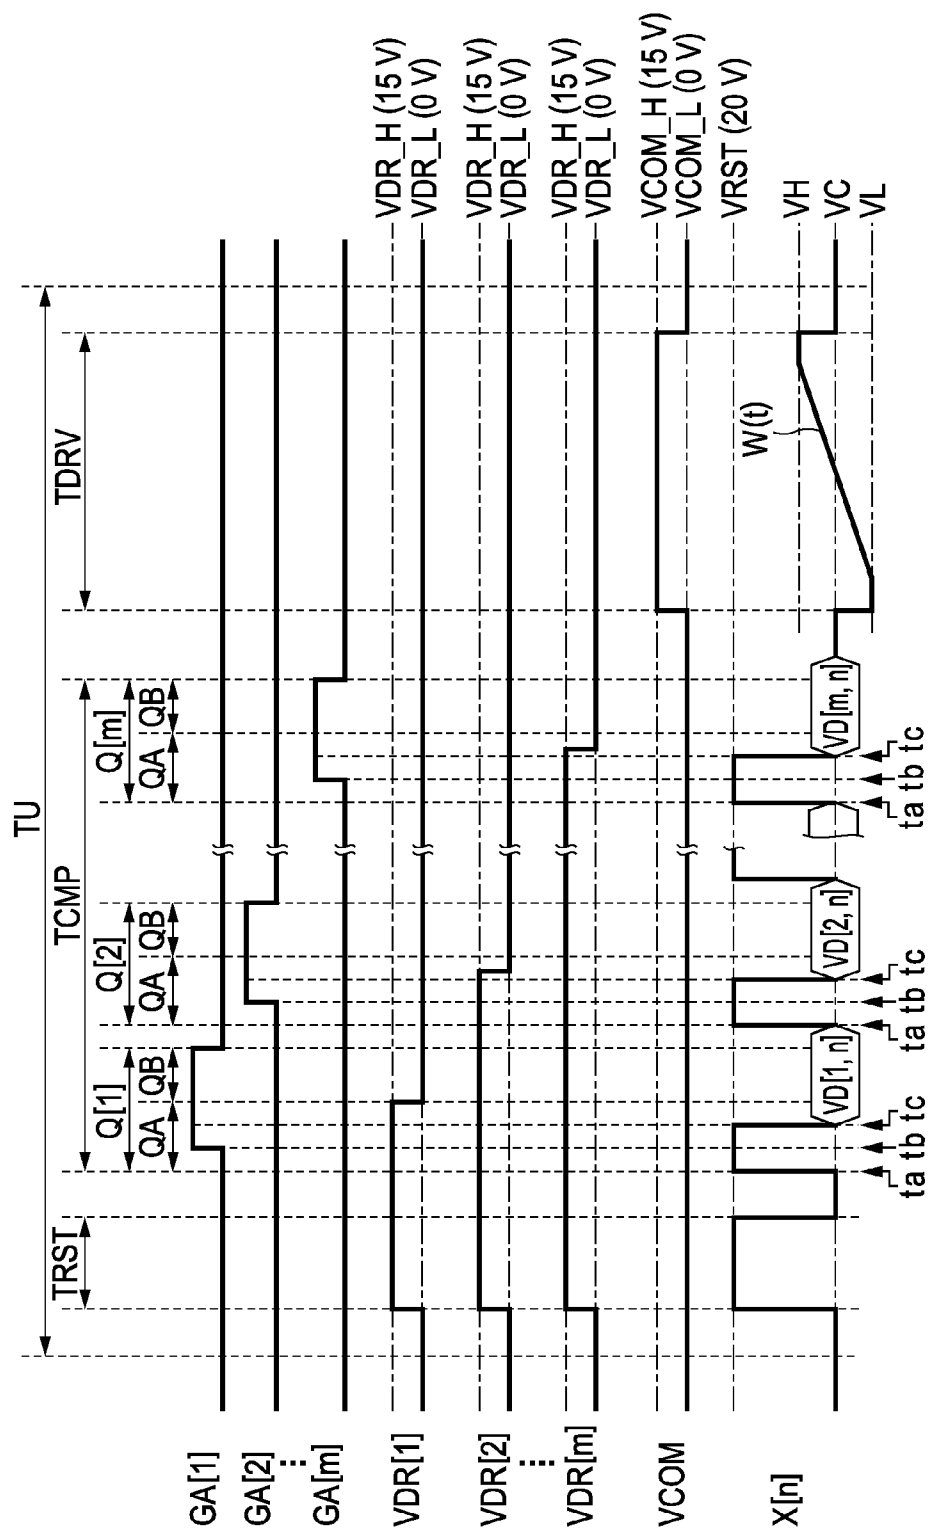 TU
TRST
TCMP
TDRV
Q[1]
Q[2]
Q[m]
QA QB
QA QB
QA QB
GA[1]
GA[2]
GA[m]
VDR[1]
VDR_H (15 V)
VDR_L (0 V)
VDR[2]
VDR_H (15 V)
VDR_L (0 V)
VDR[m]
VDR_H (15 V)
VDR_L (0 V)
VCOM
VCOM_H (15 V)
VCOM_L (0 V)
VRST (20 V)
X[n]
W(t)
VH
VC
VL
VD[1, n]
VD[2, n]
VD[m, n]
ta tb tc
ta tb tc
ta tb tc